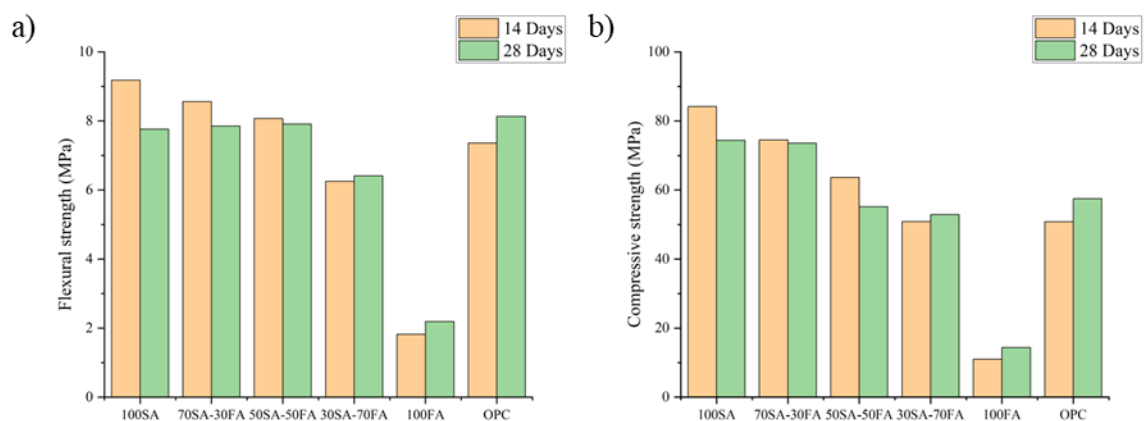 a)
14 Days
28 Days
10
8
6
4
2
0
Flexural strength (MPa)
100SA
70SA-30FA
50SA-50FA
30SA-70FA
100FA
OPC
b)
14 Days
28 Days
100
80
60
40
20
0
Compressive strength (MPa)
100SA
70SA-30FA
50SA-50FA
30SA-70FA
100FA
OPC